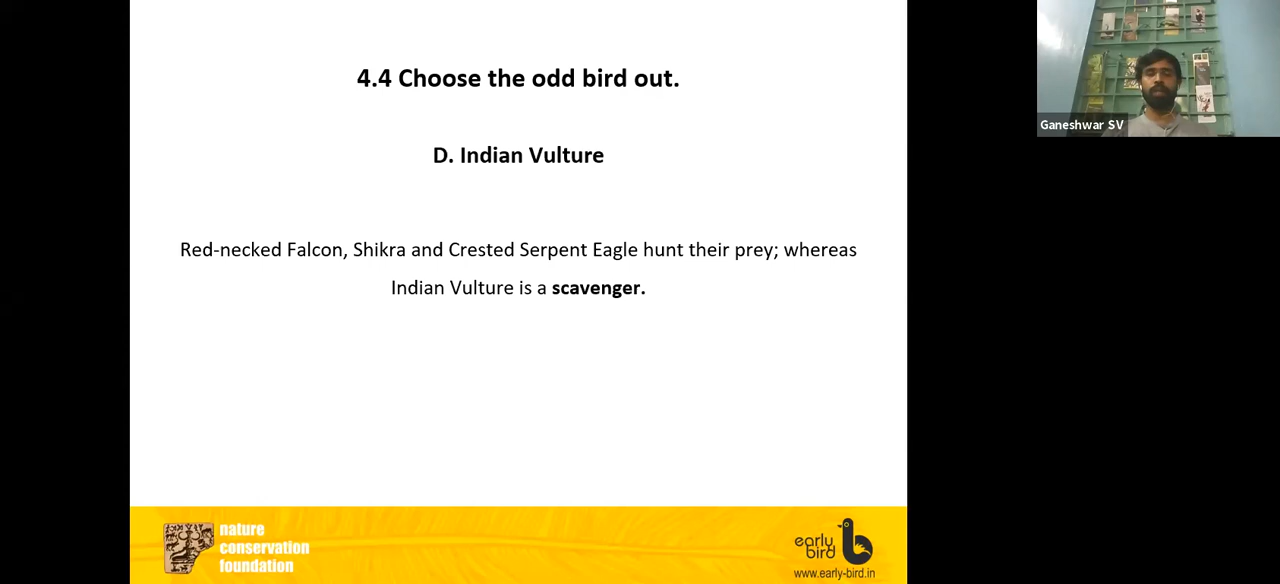 4.4 Choose the odd bird out.
D. Indian Vulture
Red-necked Falcon, Shikra and Crested Serpent Eagle hunt their prey; whereas
Indian Vulture is a scavenger.
Ganeshwar SV
nature
conservation
foundation
early
bird
www.early-bird.in